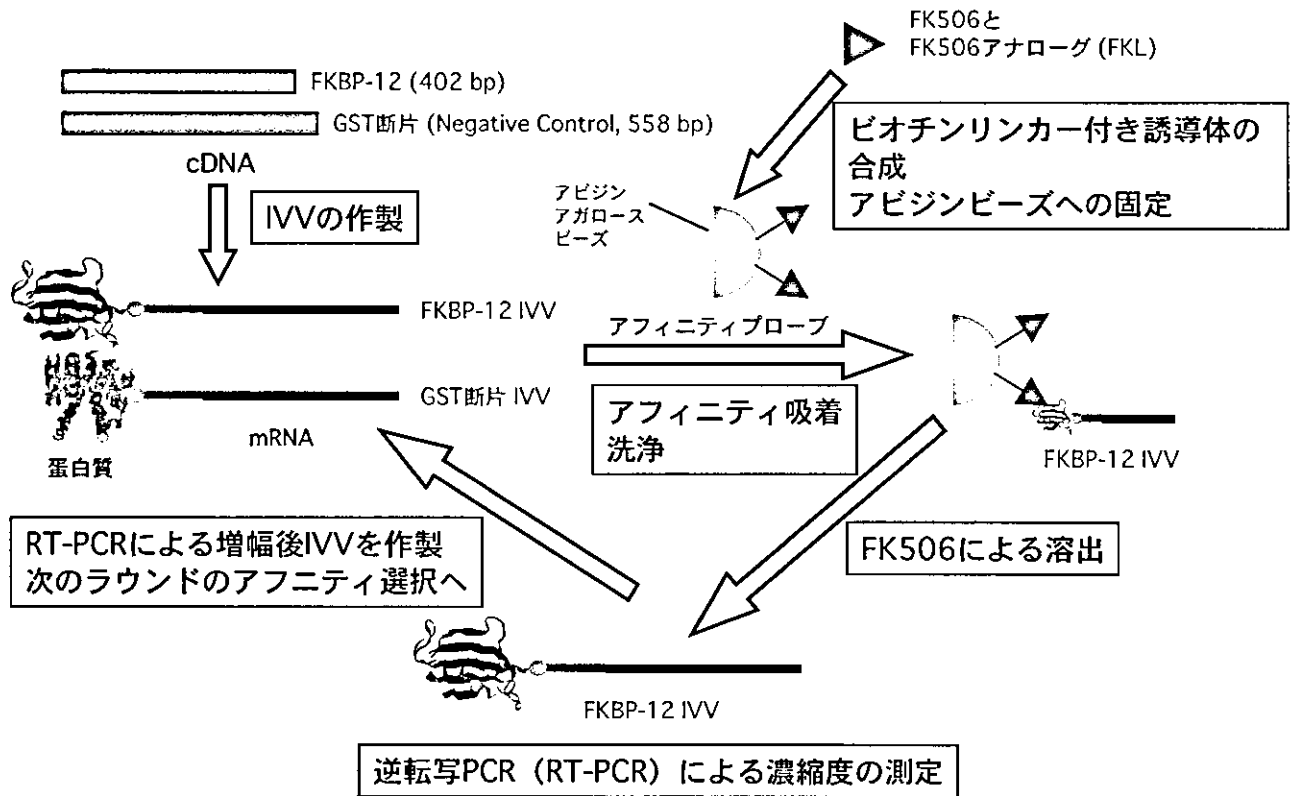 FK506と
FK506アナローグ (FKL)
FKBP-12 (402 bp)
GST断片 (Negative Control, 558 bp)
cDNA
IVVの作製
ビオチンリンカー付き誘導体の
合成
アビジンビーズへの固定
アビジン
アガロース
ビーズ
FKBP-12 IVV
GST断片 IVV
mRNA
蛋白質
アフィニティプローブ
アフィニティ吸着
洗浄
FKBP-12 IVV
RT-PCRによる増幅後IVVを作製
次のラウンドのアフニティ選択へ
FK506による溶出
FKBP-12 IVV
逆転写PCR（RT-PCR）による濃縮度の測定